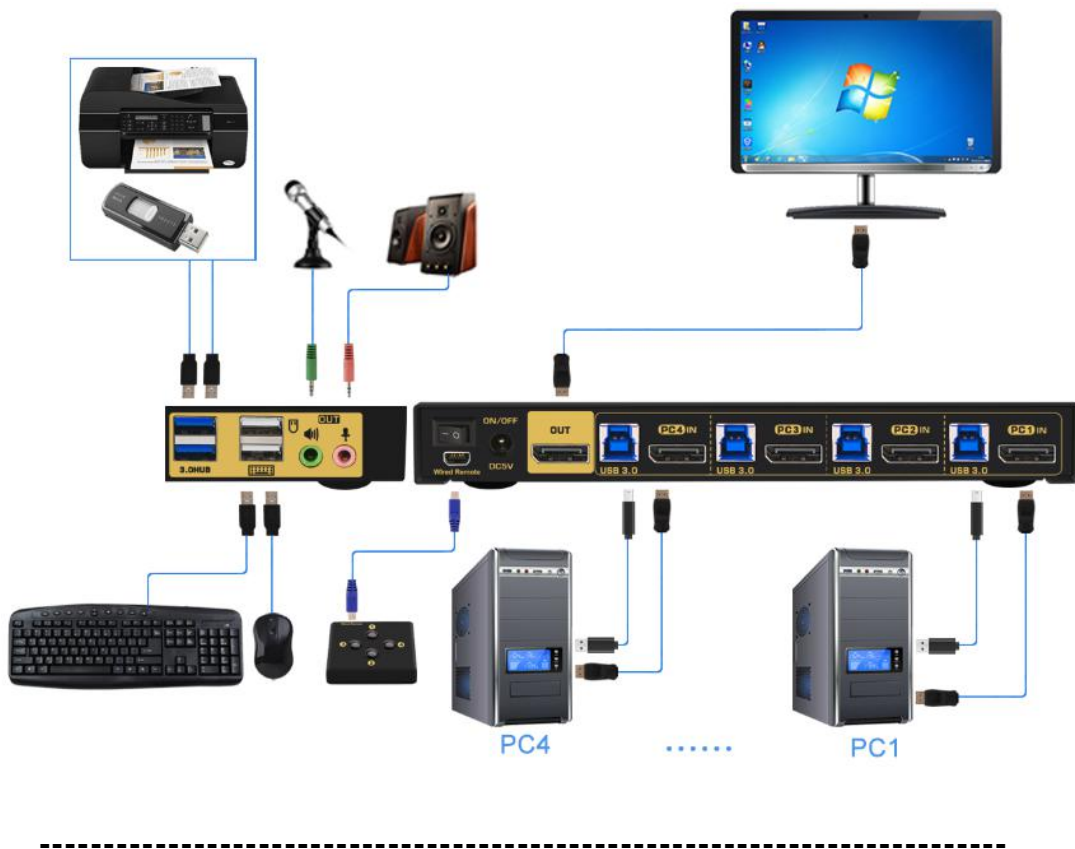 OUT
3.0HUB
ON/OFF
DC5V
Wired Remote
OUT
PC4 IN
USB 3.0
PC3 IN
USB 3.0
PC2 IN
USB 3.0
PC1 IN
USB 3.0
PC4
......
PC1